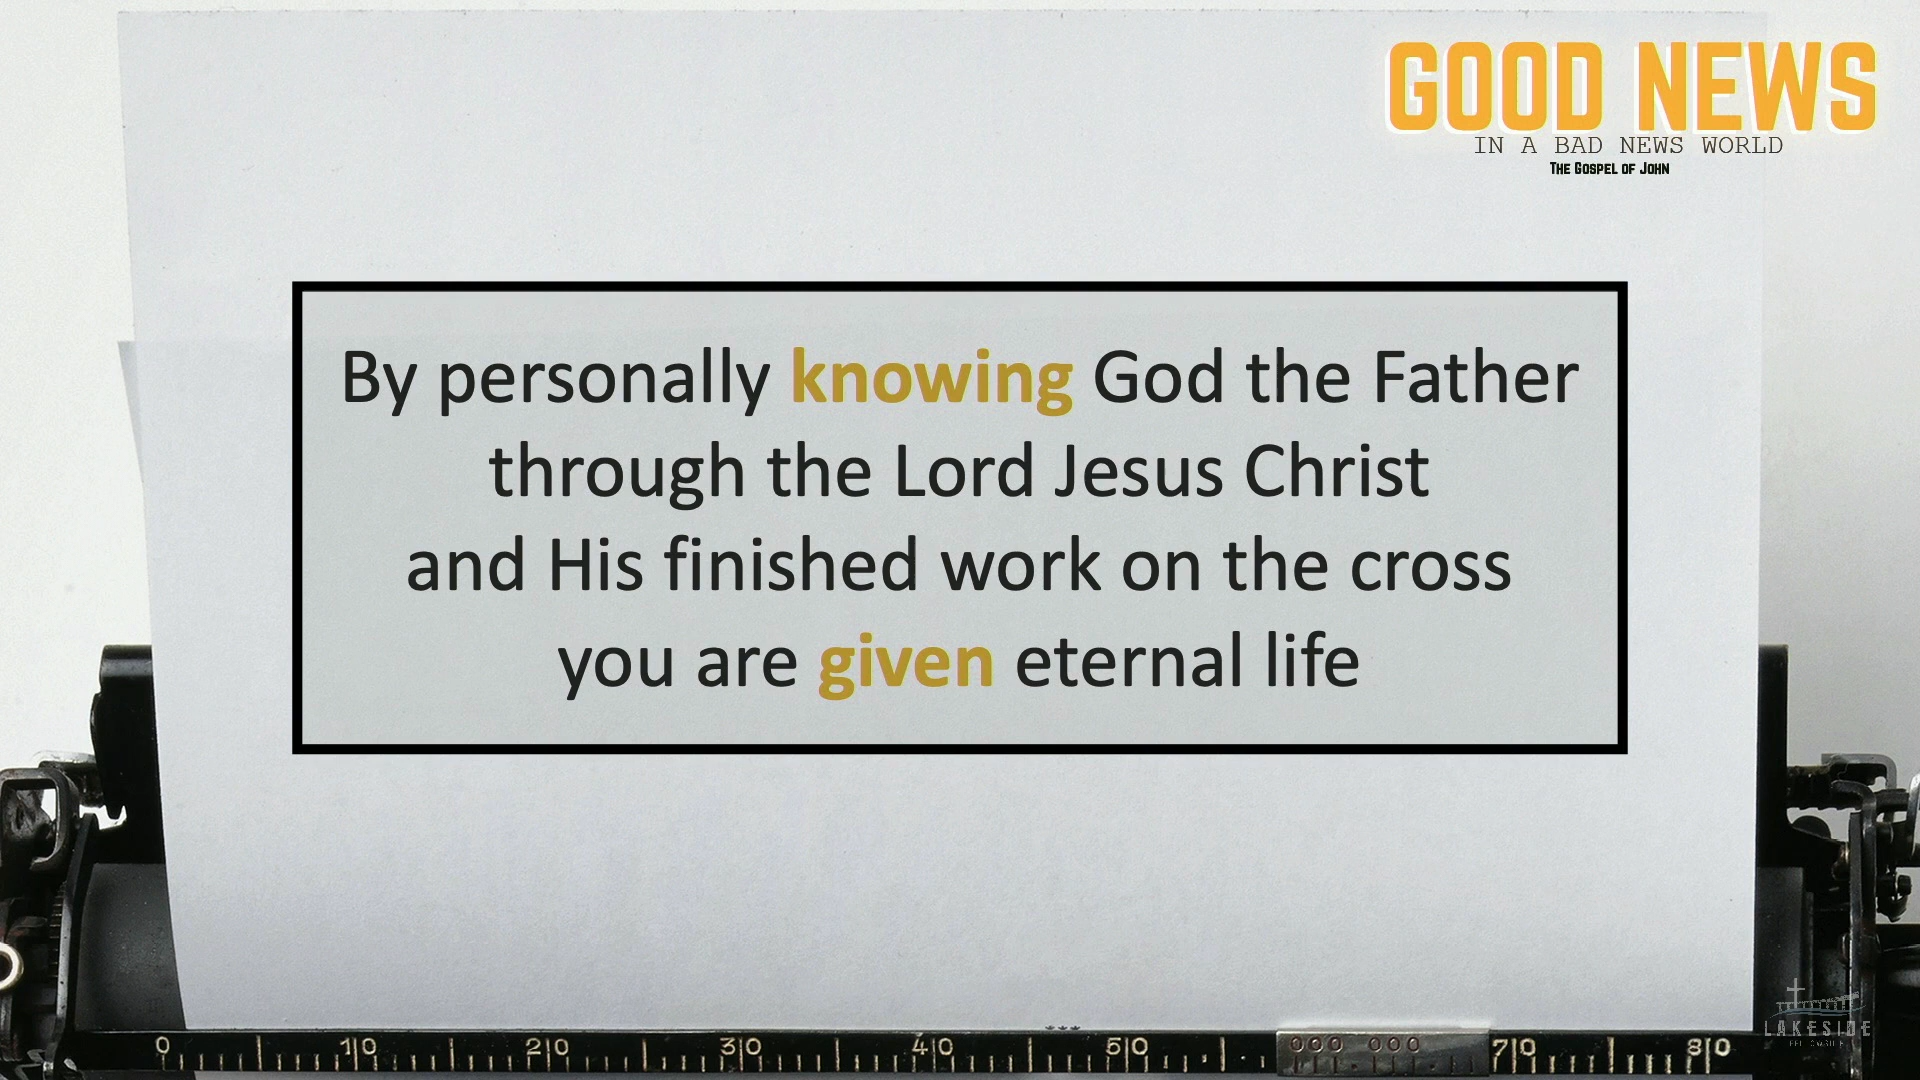 GOOD NEWS
IN A BAD NEWS WORLD
The Gospel of John
By personally knowing God the Father
through the Lord Jesus Christ
and His finished work on the cross
you are given eternal life
0 10 20 30 40 50 000 000 70 80
LAKESIDE